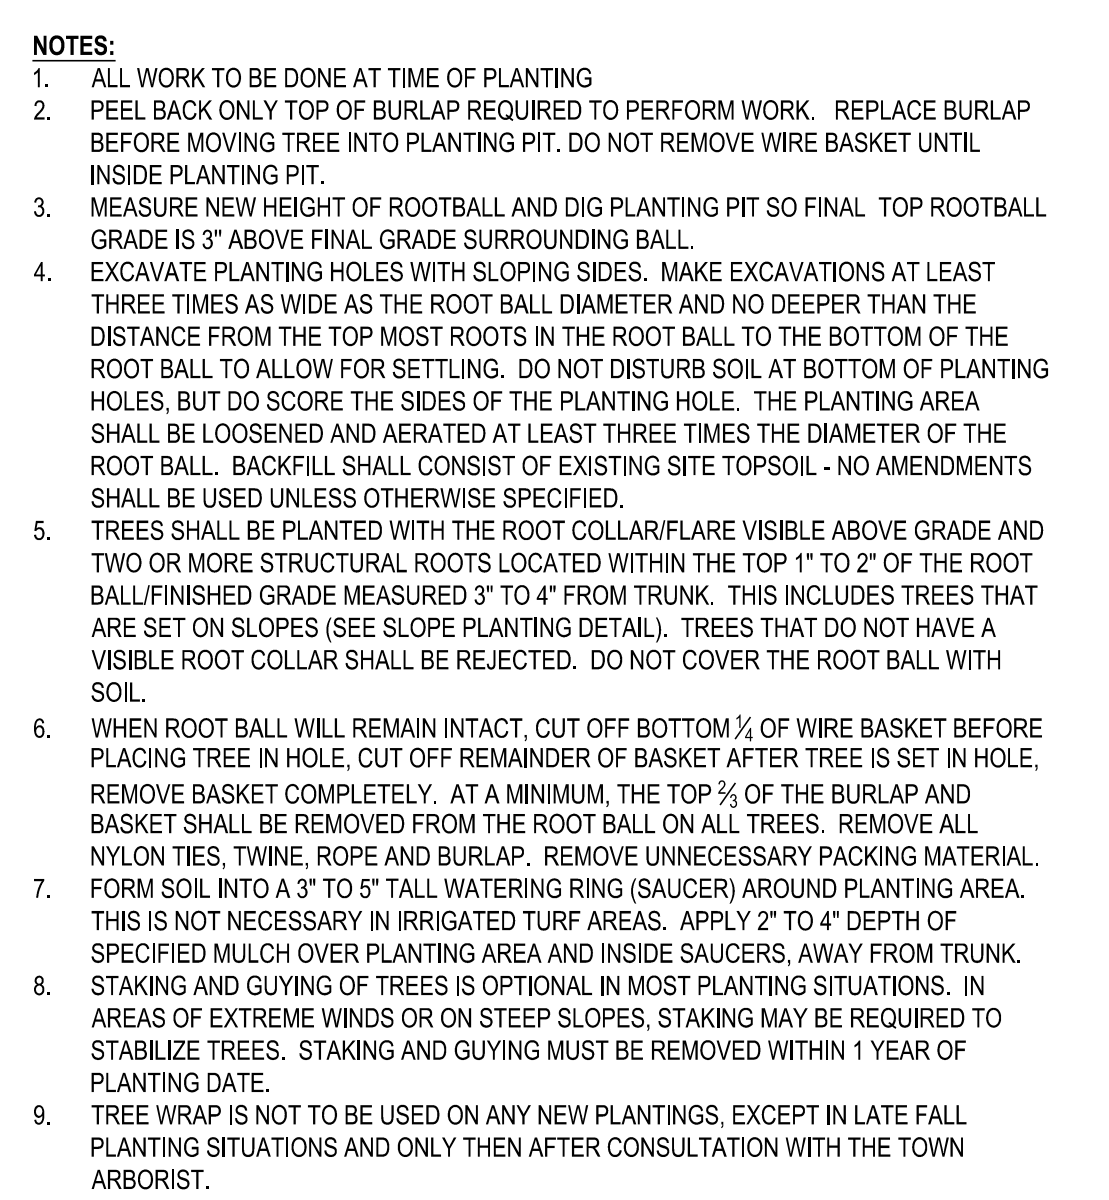 NOTES:
1. ALL WORK TO BE DONE AT TIME OF PLANTING
2. PEEL BACK ONLY TOP OF BURLAP REQUIRED TO PERFORM WORK. REPLACE BURLAP
BEFORE MOVING TREE INTO PLANTING PIT. DO NOT REMOVE WIRE BASKET UNTIL
INSIDE PLANTING PIT.
3. MEASURE NEW HEIGHT OF ROOTBALL AND DIG PLANTING PIT SO FINAL TOP ROOTBALL
GRADE IS 3" ABOVE FINAL GRADE SURROUNDING BALL.
4. EXCAVATE PLANTING HOLES WITH SLOPING SIDES. MAKE EXCAVATIONS AT LEAST
THREE TIMES AS WIDE AS THE ROOT BALL DIAMETER AND NO DEEPER THAN THE
DISTANCE FROM THE TOP MOST ROOTS IN THE ROOT BALL TO THE BOTTOM OF THE
ROOT BALL TO ALLOW FOR SETTLING. DO NOT DISTURB SOIL AT BOTTOM OF PLANTING
HOLES, BUT DO SCORE THE SIDES OF THE PLANTING HOLE. THE PLANTING AREA
SHALL BE LOOSENED AND AERATED AT LEAST THREE TIMES THE DIAMETER OF THE
ROOT BALL. BACKFILL SHALL CONSIST OF EXISTING SITE TOPSOIL - NO AMENDMENTS
SHALL BE USED UNLESS OTHERWISE SPECIFIED.
5. TREES SHALL BE PLANTED WITH THE ROOT COLLAR/FLARE VISIBLE ABOVE GRADE AND
TWO OR MORE STRUCTURAL ROOTS LOCATED WITHIN THE TOP 1" TO 2" OF THE ROOT
BALL/FINISHED GRADE MEASURED 3" TO 4" FROM TRUNK. THIS INCLUDES TREES THAT
ARE SET ON SLOPES (SEE SLOPE PLANTING DETAIL). TREES THAT DO NOT HAVE A
VISIBLE ROOT COLLAR SHALL BE REJECTED. DO NOT COVER THE ROOT BALL WITH
SOIL.
6. WHEN ROOT BALL WILL REMAIN INTACT, CUT OFF BOTTOM ¼ OF WIRE BASKET BEFORE
PLACING TREE IN HOLE, CUT OFF REMAINDER OF BASKET AFTER TREE IS SET IN HOLE,
REMOVE BASKET COMPLETELY. AT A MINIMUM, THE TOP ⅔ OF THE BURLAP AND
BASKET SHALL BE REMOVED FROM THE ROOT BALL ON ALL TREES. REMOVE ALL
NYLON TIES, TWINE, ROPE AND BURLAP. REMOVE UNNECESSARY PACKING MATERIAL.
7. FORM SOIL INTO A 3" TO 5" TALL WATERING RING (SAUCER) AROUND PLANTING AREA.
THIS IS NOT NECESSARY IN IRRIGATED TURF AREAS. APPLY 2" TO 4" DEPTH OF
SPECIFIED MULCH OVER PLANTING AREA AND INSIDE SAUCERS, AWAY FROM TRUNK.
8. STAKING AND GUYING OF TREES IS OPTIONAL IN MOST PLANTING SITUATIONS. IN
AREAS OF EXTREME WINDS OR ON STEEP SLOPES, STAKING MAY BE REQUIRED TO
STABILIZE TREES. STAKING AND GUYING MUST BE REMOVED WITHIN 1 YEAR OF
PLANTING DATE.
9. TREE WRAP IS NOT TO BE USED ON ANY NEW PLANTINGS, EXCEPT IN LATE FALL
PLANTING SITUATIONS AND ONLY THEN AFTER CONSULTATION WITH THE TOWN
ARBORIST.